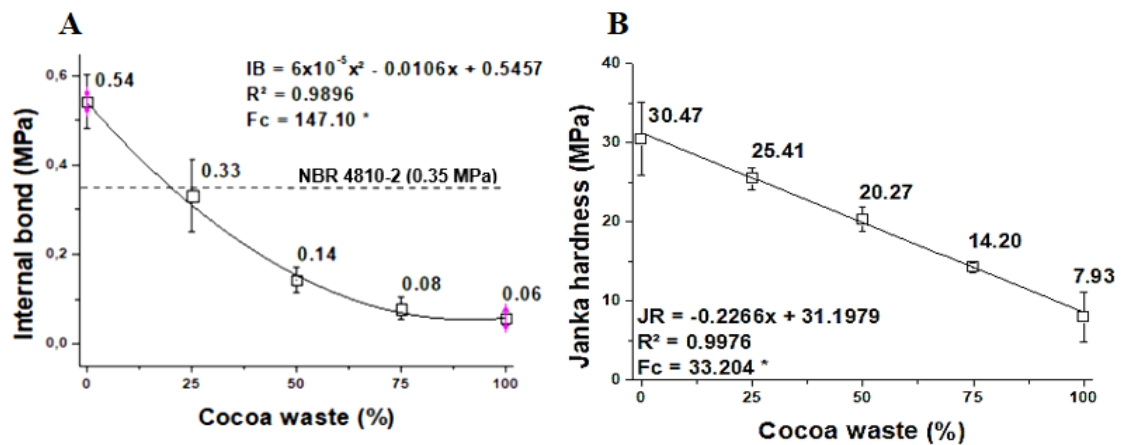 A
IB = 6x10⁻⁵x² - 0.0106x + 0.5457
R² = 0.9896
Fc = 147.10 *
NBR 4810-2 (0.35 MPa)
0.54
0.33
0.14
0.08
0.06
Internal bond (MPa)
0,6
0,4
0,2
0,0
0
25
50
75
100
Cocoa waste (%)
B
30.47
25.41
20.27
14.20
7.93
JR = -0.2266x + 31.1979
R² = 0.9976
Fc = 33.204 *
Janka hardness (MPa)
40
30
20
10
0
0
25
50
75
100
Cocoa waste (%)